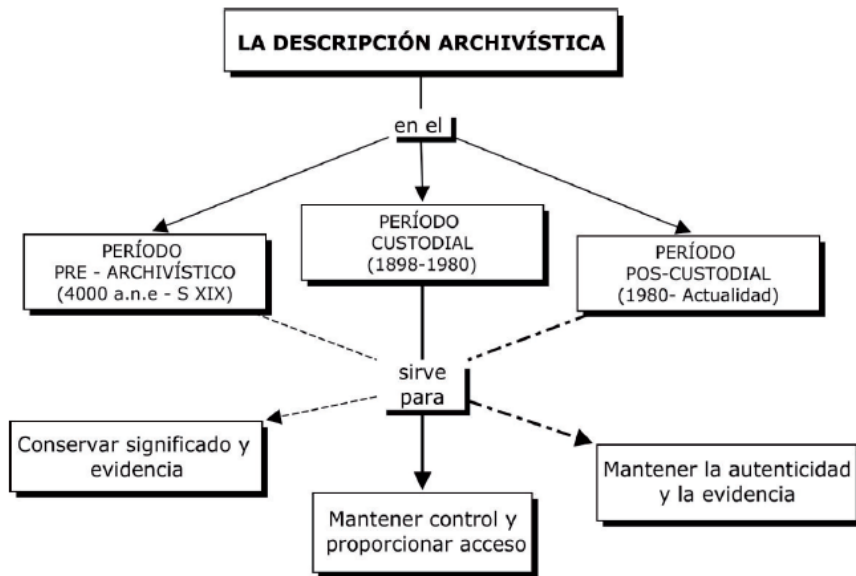 LA DESCRIPCIÓN ARCHIVÍSTICA
en el
PERÍODO
PRE - ARCHIVÍSTICO
(4000 a.n.e - S XIX)
PERÍODO
CUSTODIAL
(1898-1980)
PERÍODO
POS-CUSTODIAL
(1980- Actualidad)
sirve
para
Conservar significado y
evidencia
Mantener control y
proporcionar acceso
Mantener la autenticidad
y la evidencia